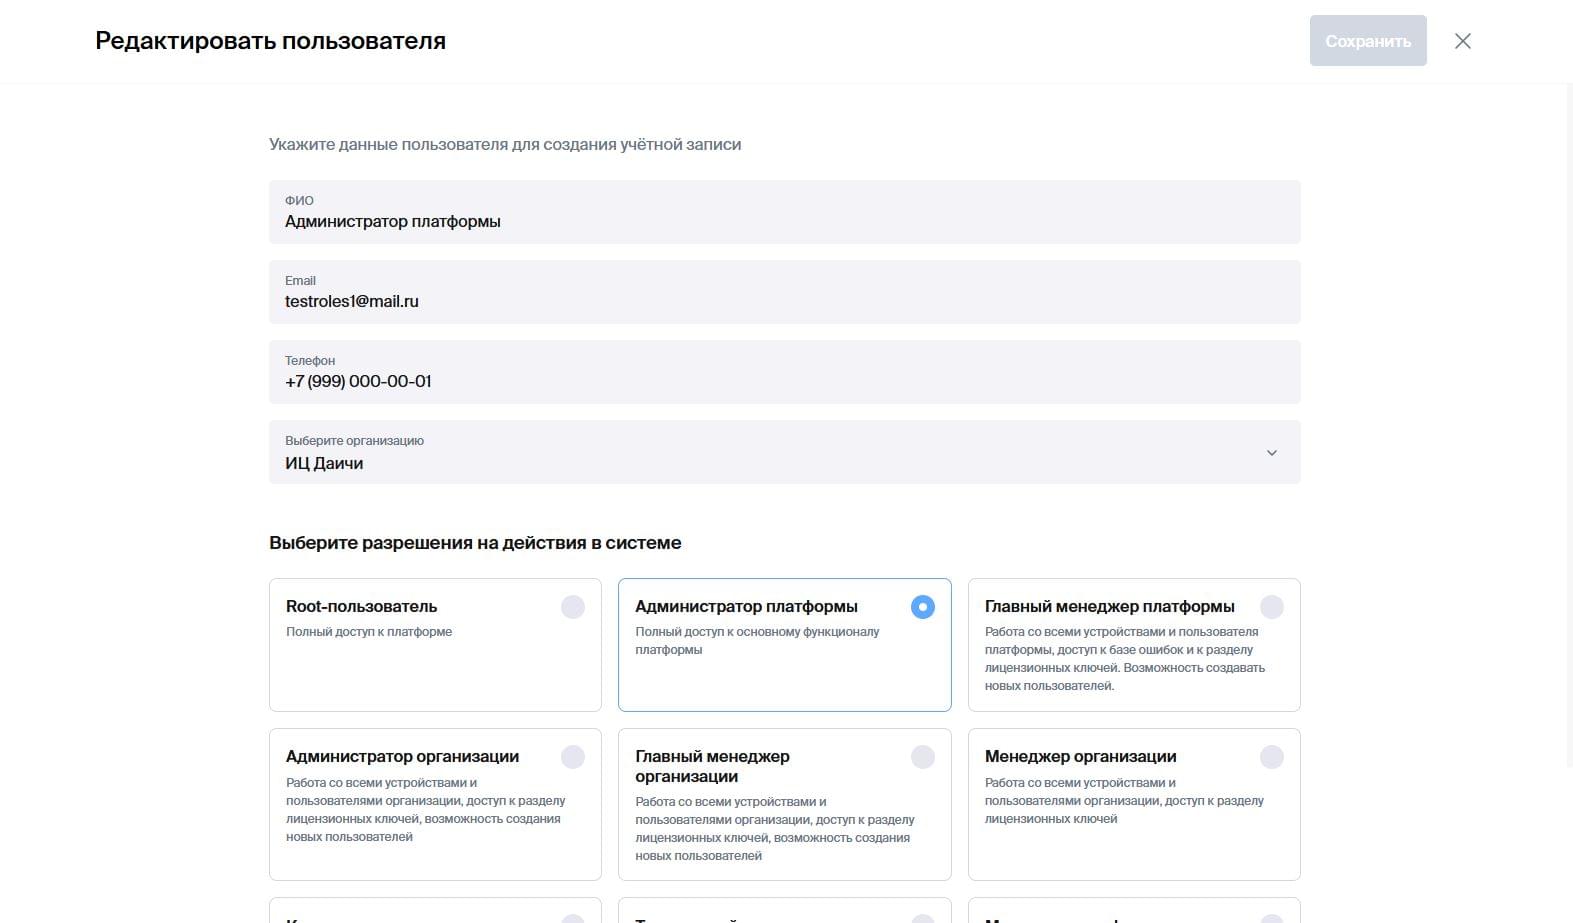 Редактировать пользователя
Сохранить
Укажите данные пользователя для создания учётной записи
ФИО
Администратор платформы
Email
testroles1@mail.ru
Телефон
+7 (999) 000-00-01
Выберите организацию
ИЦ Даичи
Выберите разрешения на действия в системе
Root-пользователь
Полный доступ к платформе
Администратор платформы
Полный доступ к основному функционалу
платформы
Главный менеджер платформы
Работа со всеми устройствами и пользователя
платформы, доступ к базе ошибок и к разделу
лицензионных ключей. Возможность создавать
новых пользователей.
Администратор организации
Работа со всеми устройствами и
пользователями организации, доступ к разделу
лицензионных ключей, возможность создания
новых пользователей
Главный менеджер
организации
Работа со всеми устройствами и
пользователями организации, доступ к разделу
лицензионных ключей, возможность создания
новых пользователей
Менеджер организации
Работа со всеми устройствами и
пользователями организации, доступ к разделу
лицензионных ключей